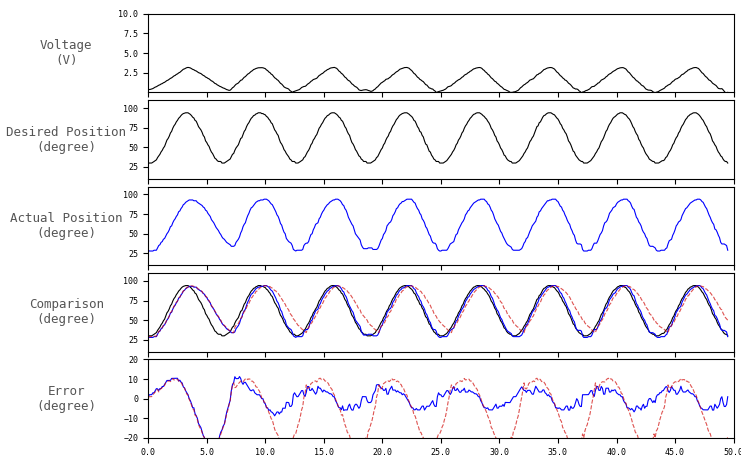 10.0
7.5
5.0
2.5
Voltage
(V)
100
75
50
25
Desired Position
(degree)
100
75
50
25
Actual Position
(degree)
100
75
50
25
Comparison
(degree)
20
10
0
−10
−20
Error
(degree)
0.0 5.0 10.0 15.0 20.0 25.0 30.0 35.0 40.0 45.0 50.0